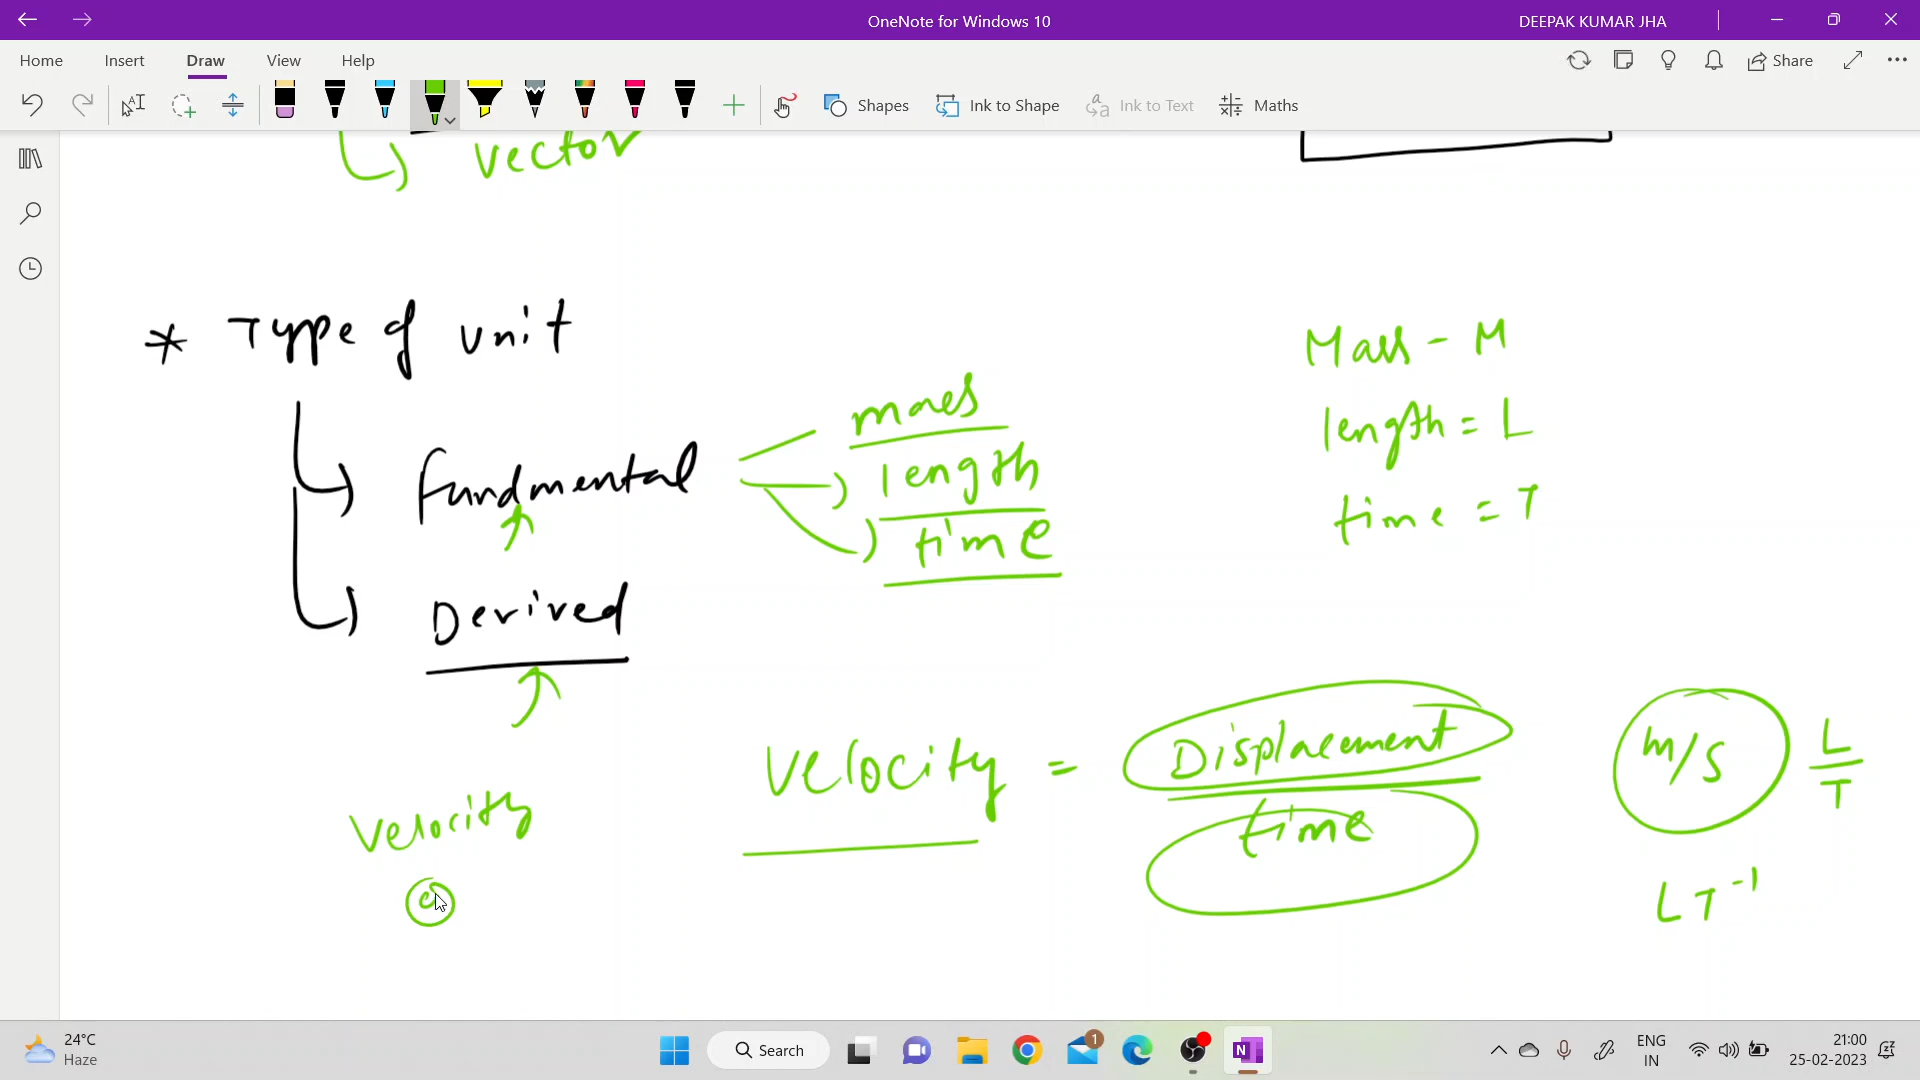 OneNote for Windows 10
DEEPAK KUMAR JHA
Home Insert Draw View Help
Share
Shapes
Ink to Shape
Ink to Text
Maths
vector
* Type of unit
Fundmental
mass
length
time
Derived
Mass - M
length = L
time = T
velocity = Displacement
time
m/s
L
T
L T⁻¹
velocity
24°C
Haze
Search
1
ENG
IN
21:00
25-02-2023